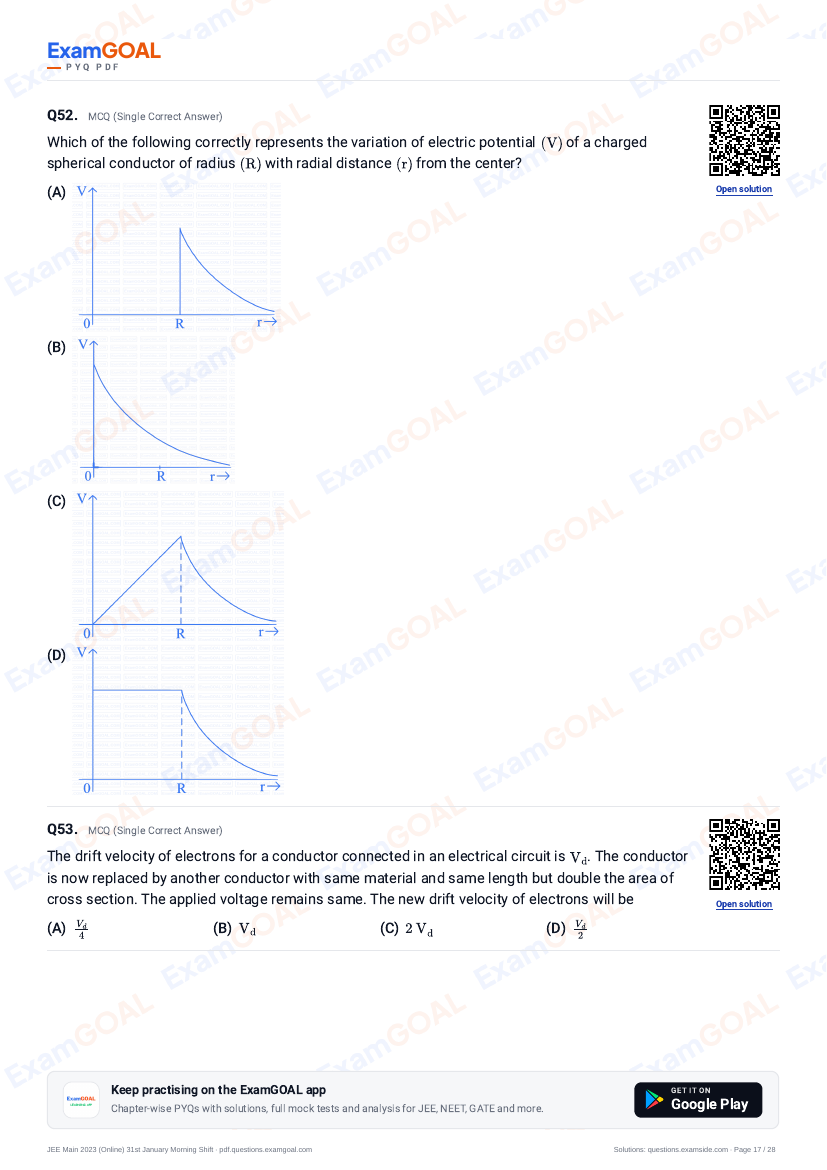 ExamGOAL
PYQ PDF
Q52. MCQ (Single Correct Answer)
Which of the following correctly represents the variation of electric potential (V) of a charged
spherical conductor of radius (R) with radial distance (r) from the center?
Open solution
(A)
V
0 R r→
(B)
V
0 R r→
(C)
V
0 R r→
(D)
V
0 R r→
Q53. MCQ (Single Correct Answer)
The drift velocity of electrons for a conductor connected in an electrical circuit is V_d. The conductor
is now replaced by another conductor with same material and same length but double the area of
cross section. The applied voltage remains same. The new drift velocity of electrons will be
Open solution
(A) V_d/4 (B) V_d (C) 2 V_d (D) V_d/2
ExamGOAL
Keep practising on the ExamGOAL app
Chapter-wise PYQs with solutions, full mock tests and analysis for JEE, NEET, GATE and more.
GET IT ON
Google Play
JEE Main 2023 (Online) 31st January Morning Shift · pdf.questions.examgoal.com
Solutions: questions.examside.com · Page 17 / 28